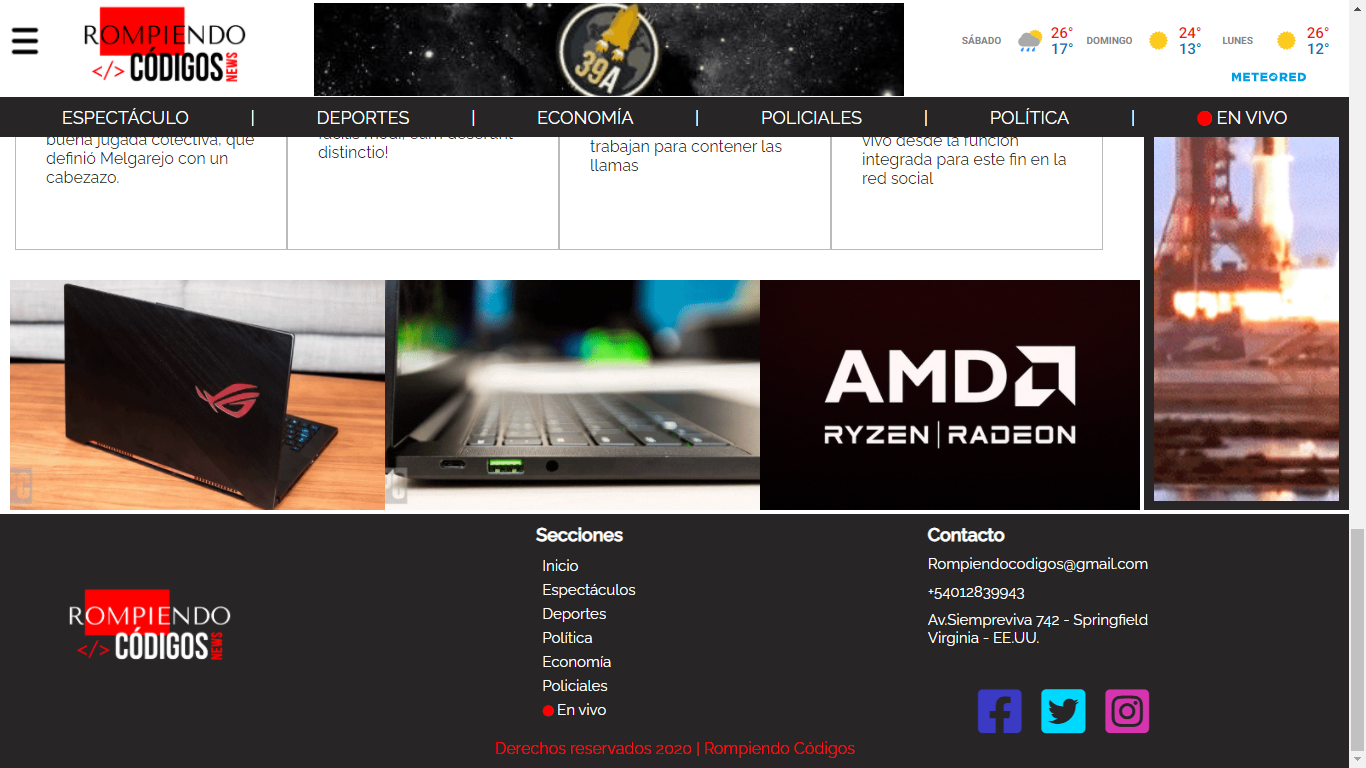 ROMPIENDO
</> CÓDIGOS NEWS
39A
SÁBADO 26° 17° DOMINGO 24° 13° LUNES 26° 12°
METEORED
ESPECTÁCULO | DEPORTES | ECONOMÍA | POLICIALES | POLÍTICA | EN VIVO
buena jugada colectiva, que
definió Melgarejo con un
cabezazo.
facilis modi, cum deserunt
distinctio!
trabajan para contener las
llamas
vivo desde la función
integrada para este fin en la
red social
AMD
RYZEN | RADEON
ROMPIENDO
</> CÓDIGOS NEWS
Secciones
Inicio
Espectáculos
Deportes
Política
Economía
Policiales
En vivo
Contacto
Rompiendocodigos@gmail.com
+54012839943
Av.Siempreviva 742 - Springfield
Virginia - EE.UU.
Derechos reservados 2020 | Rompiendo Códigos